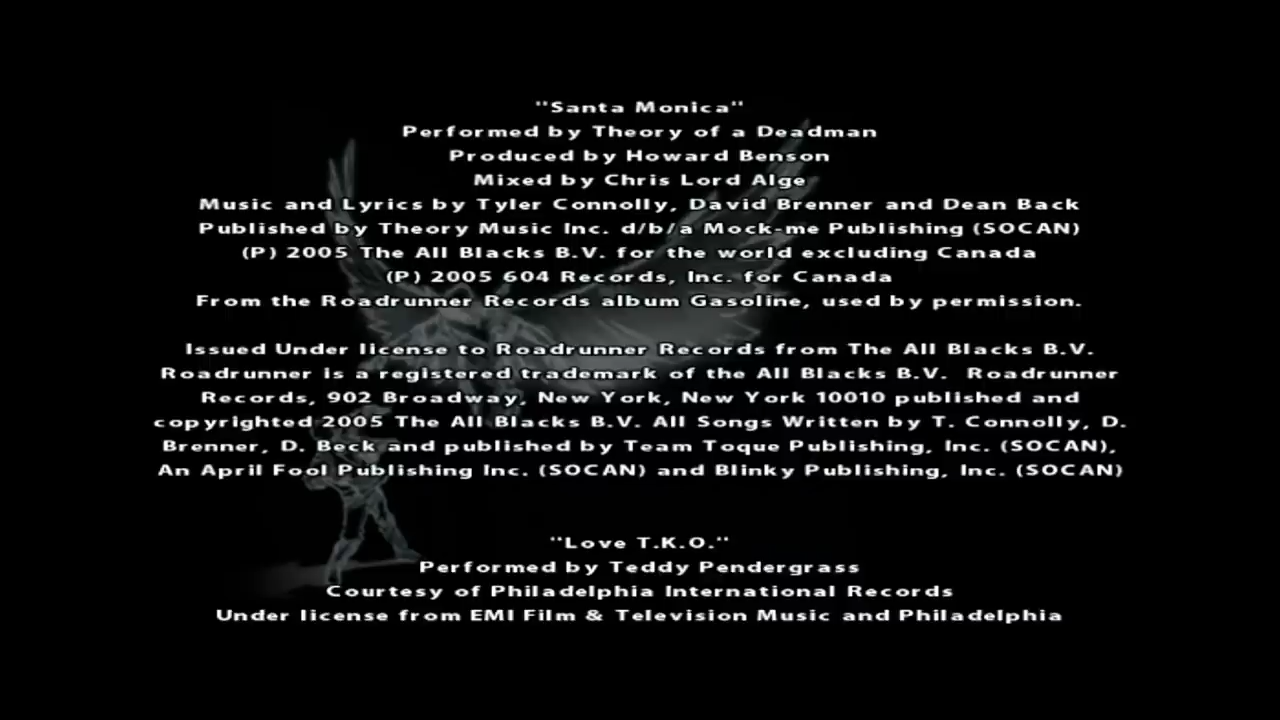 "Santa Monica"
Performed by Theory of a Deadman
Produced by Howard Benson
Mixed by Chris Lord Alge
Music and Lyrics by Tyler Connolly, David Brenner and Dean Back
Published by Theory Music Inc. d/b/a Mock-me Publishing (SOCAN)
(P) 2005 The All Blacks B.V. for the world excluding Canada
(P) 2005 604 Records, Inc. for Canada
From the Roadrunner Records album Gasoline, used by permission.
Issued Under license to Roadrunner Records from The All Blacks B.V.
Roadrunner is a registered trademark of the All Blacks B.V. Roadrunner
Records, 902 Broadway, New York, New York 10010 published and
copyrighted 2005 The All Blacks B.V. All Songs Written by T. Connolly, D.
Brenner, D. Beck and published by Team Toque Publishing, Inc. (SOCAN),
An April Fool Publishing Inc. (SOCAN) and Blinky Publishing, Inc. (SOCAN)
"Love T.K.O."
Performed by Teddy Pendergrass
Courtesy of Philadelphia International Records
Under license from EMI Film & Television Music and Philadelphia